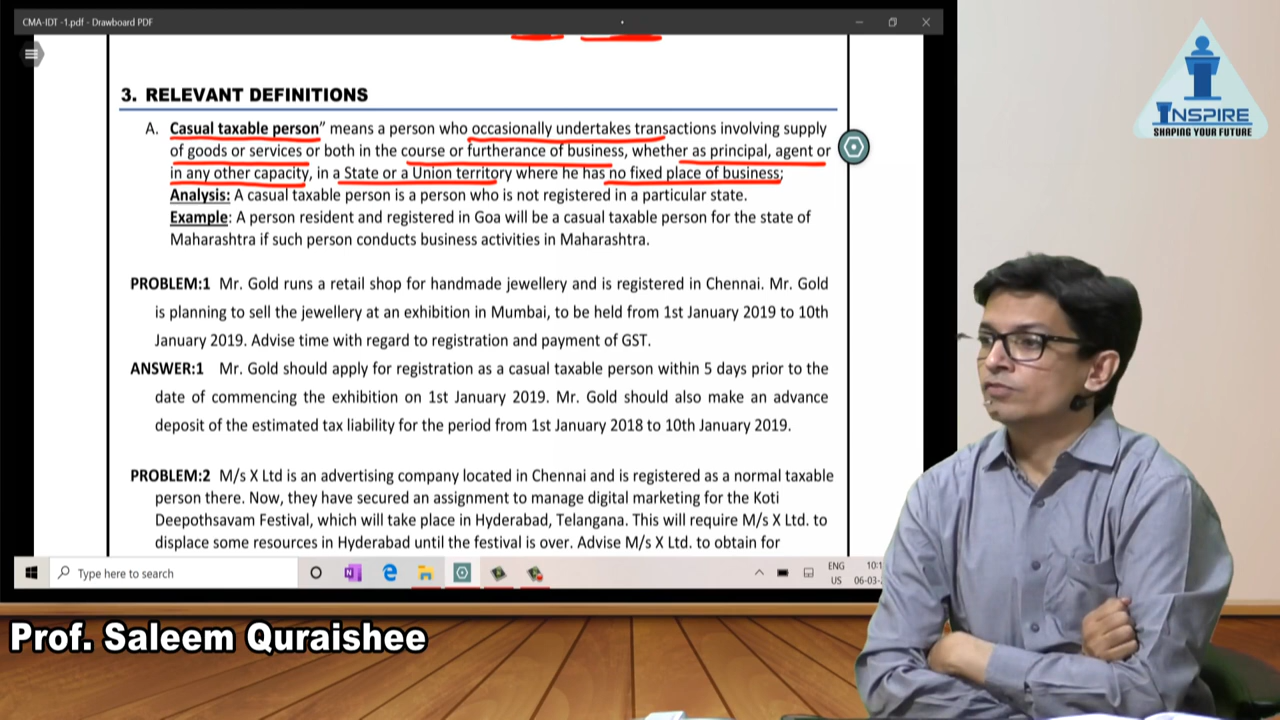 CMA-IDT -1.pdf - Drawboard PDF
3. RELEVANT DEFINITIONS
A. Casual taxable person” means a person who occasionally undertakes transactions involving supply
of goods or services or both in the course or furtherance of business, whether as principal, agent or
in any other capacity, in a State or a Union territory where he has no fixed place of business;
Analysis: A casual taxable person is a person who is not registered in a particular state.
Example: A person resident and registered in Goa will be a casual taxable person for the state of
Maharashtra if such person conducts business activities in Maharashtra.
PROBLEM:1 Mr. Gold runs a retail shop for handmade jewellery and is registered in Chennai. Mr. Gold
is planning to sell the jewellery at an exhibition in Mumbai, to be held from 1st January 2019 to 10th
January 2019. Advise time with regard to registration and payment of GST.
ANSWER:1 Mr. Gold should apply for registration as a casual taxable person within 5 days prior to the
date of commencing the exhibition on 1st January 2019. Mr. Gold should also make an advance
deposit of the estimated tax liability for the period from 1st January 2018 to 10th January 2019.
PROBLEM:2 M/s X Ltd is an advertising company located in Chennai and is registered as a normal taxable
person there. Now, they have secured an assignment to manage digital marketing for the Koti
Deepothsavam Festival, which will take place in Hyderabad, Telangana. This will require M/s X Ltd. to
displace some resources in Hyderabad until the festival is over. Advise M/s X Ltd. to obtain for
Type here to search
ENG
US
10:1
06-03-
INSPIRE
SHAPING YOUR FUTURE
Prof. Saleem Quraishee